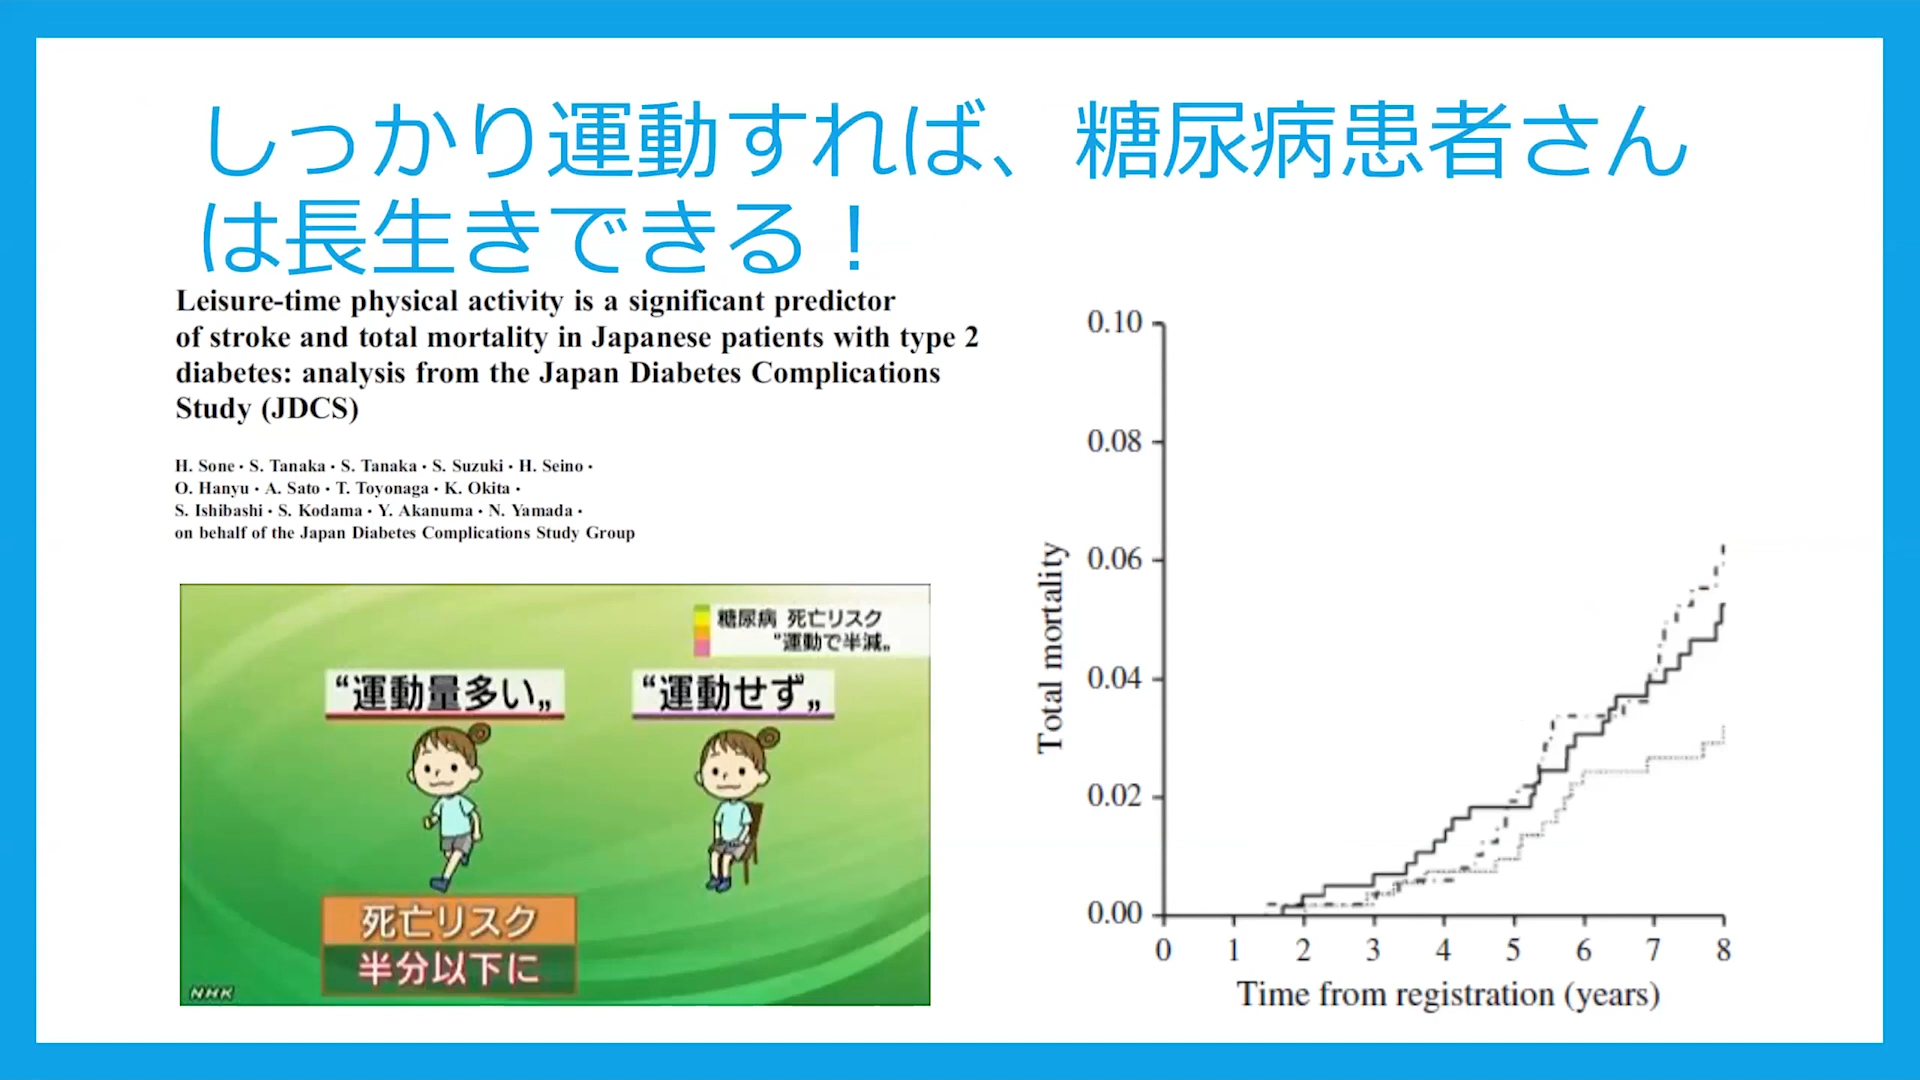 しっかり運動すれば、糖尿病患者さん
は長生きできる！
Leisure-time physical activity is a significant predictor
of stroke and total mortality in Japanese patients with type 2
diabetes: analysis from the Japan Diabetes Complications
Study (JDCS)
H. Sone · S. Tanaka · S. Tanaka · S. Suzuki · H. Seino ·
O. Hanyu · A. Sato · T. Toyonaga · K. Okita ·
S. Ishibashi · S. Kodama · Y. Akanuma · N. Yamada ·
on behalf of the Japan Diabetes Complications Study Group
糖尿病 死亡リスク
“運動で半減„
“運動量多い„
“運動せず„
死亡リスク
半分以下に
NHK
Total mortality
0.10
0.08
0.06
0.04
0.02
0.00
0 1 2 3 4 5 6 7 8
Time from registration (years)